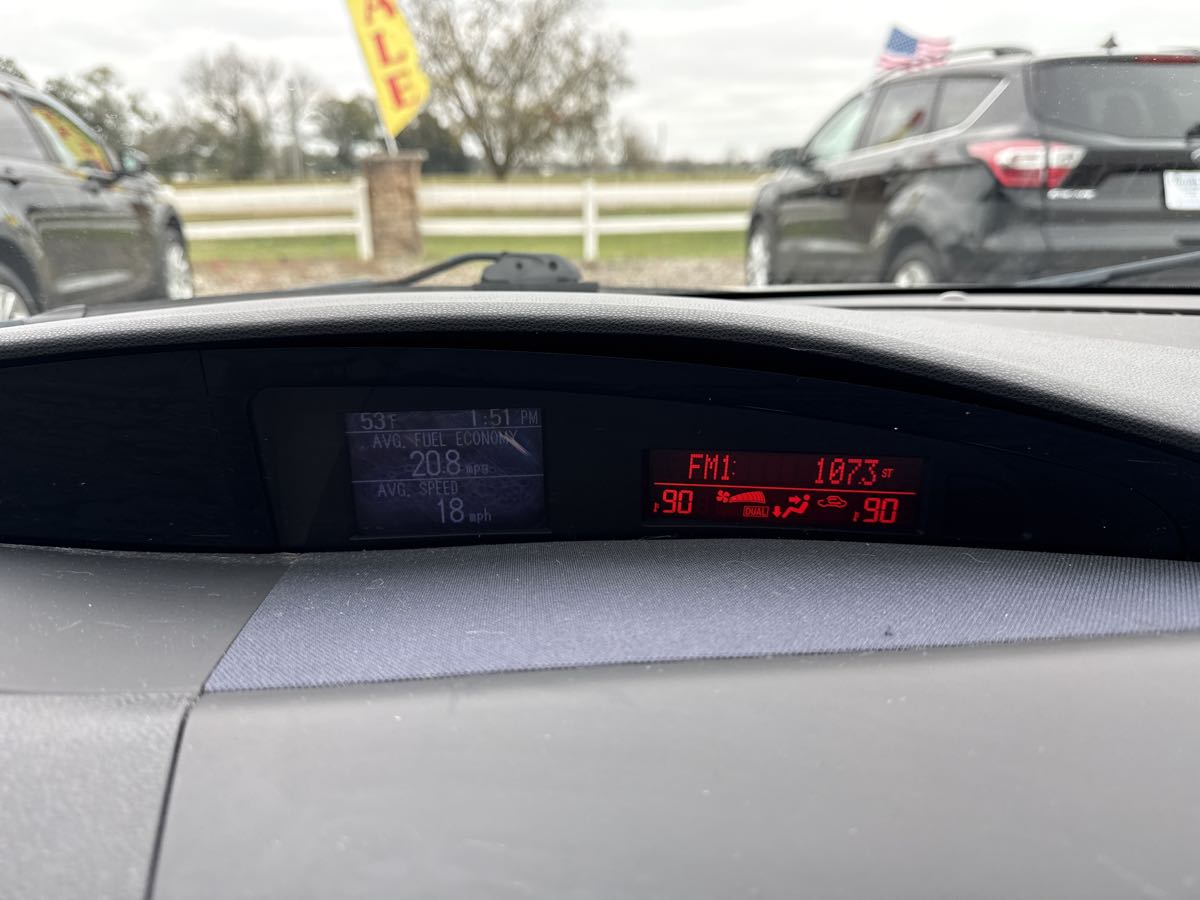 ALE
53F 1:51 PM
AVG. FUEL ECONOMY
20.8 mpg
AVG. SPEED
18 mph
FM1: 107.3 ST
90 DUAL 90